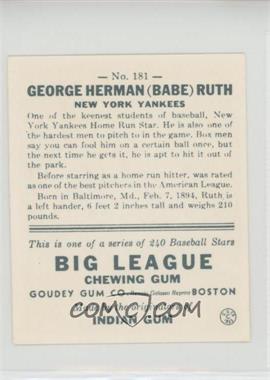 — No. 181 —
GEORGE HERMAN (BABE) RUTH
NEW YORK YANKEES
One of the keenest students of baseball, New
York Yankees Home Run Star. He is also one of
the hardest men to pitch to in the game. Box men
say you can fool him on a certain ball once, but
the next time he gets it, he is apt to hit it out of
the park.
Before starring as a home run hitter, was rated
as one of the best pitchers in the American League.
Born in Baltimore, Md., Feb. 7, 1894, Ruth is
a left hander, 6 feet 2 inches tall and weighs 210
pounds.
This is one of a series of 240 Baseball Stars
BIG LEAGUE
CHEWING GUM
GOUDEY GUM CO. BOSTON
Made by the originators of
INDIAN GUM
COMC